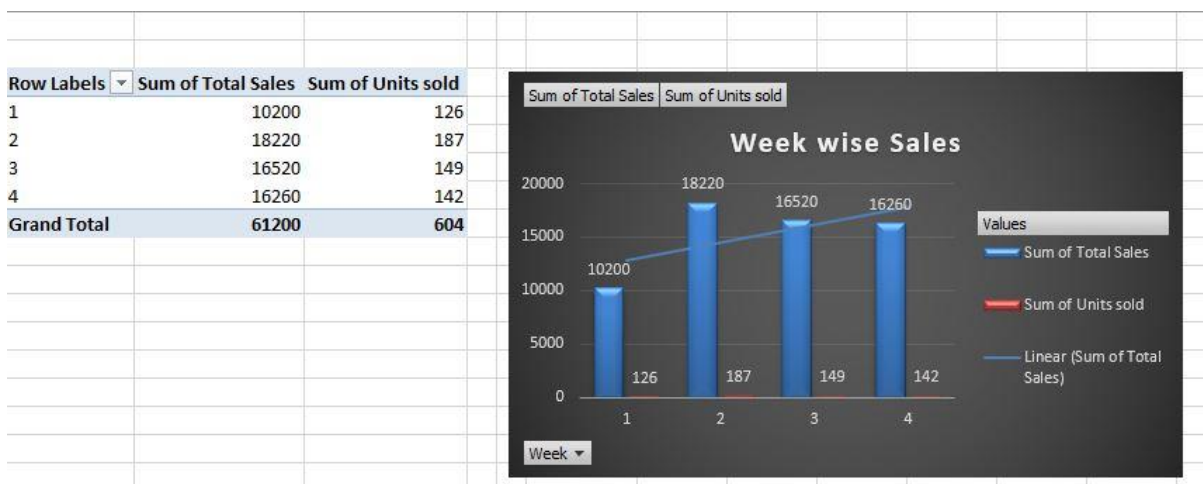 Row Labels Sum of Total Sales Sum of Units sold
1 10200 126
2 18220 187
3 16520 149
4 16260 142
Grand Total 61200 604
Sum of Total Sales Sum of Units sold
Week wise Sales
20000
15000
10000
5000
0
10200
18220
16520
16260
126
187
149
142
1 2 3 4
Values
Sum of Total Sales
Sum of Units sold
Linear (Sum of Total
Sales)
Week